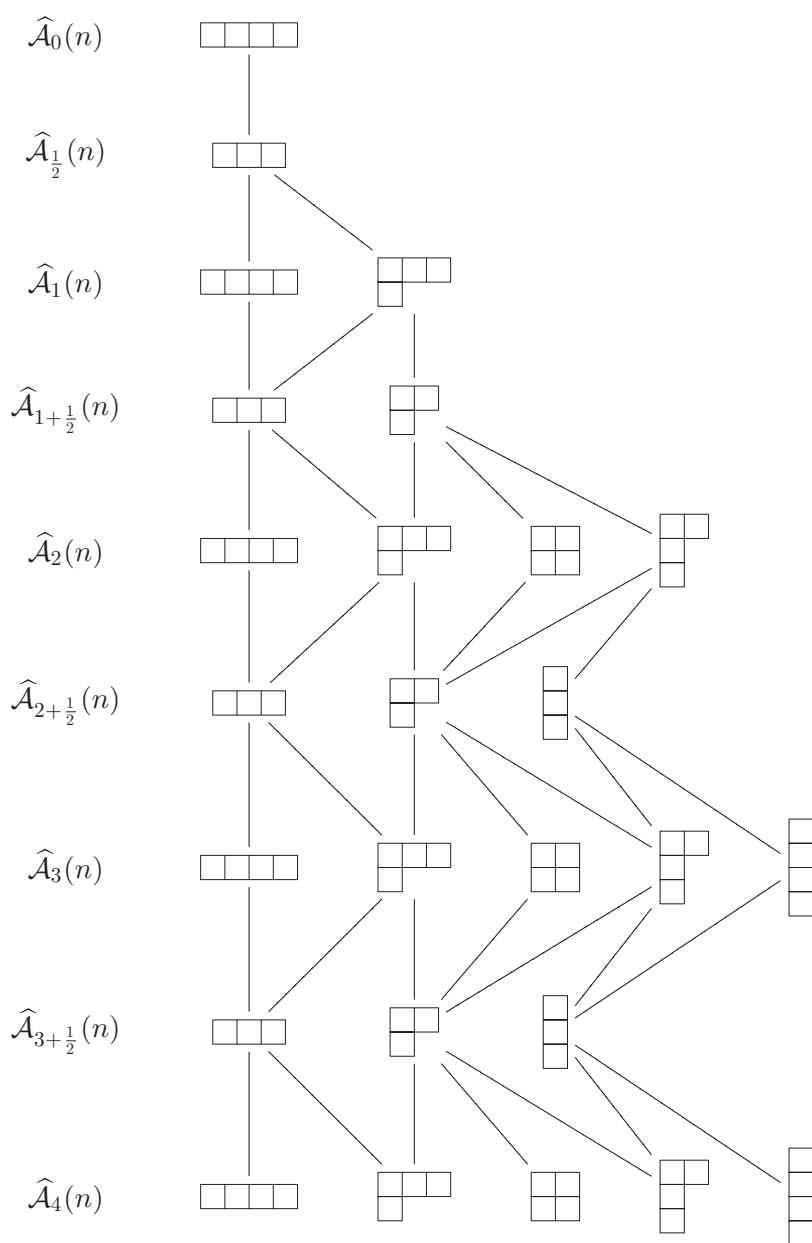 $\widehat{\mathcal{A}}_0(n)$
$\widehat{\mathcal{A}}_{\frac{1}{2}}(n)$
$\widehat{\mathcal{A}}_1(n)$
$\widehat{\mathcal{A}}_{1+\frac{1}{2}}(n)$
$\widehat{\mathcal{A}}_2(n)$
$\widehat{\mathcal{A}}_{2+\frac{1}{2}}(n)$
$\widehat{\mathcal{A}}_3(n)$
$\widehat{\mathcal{A}}_{3+\frac{1}{2}}(n)$
$\widehat{\mathcal{A}}_4(n)$